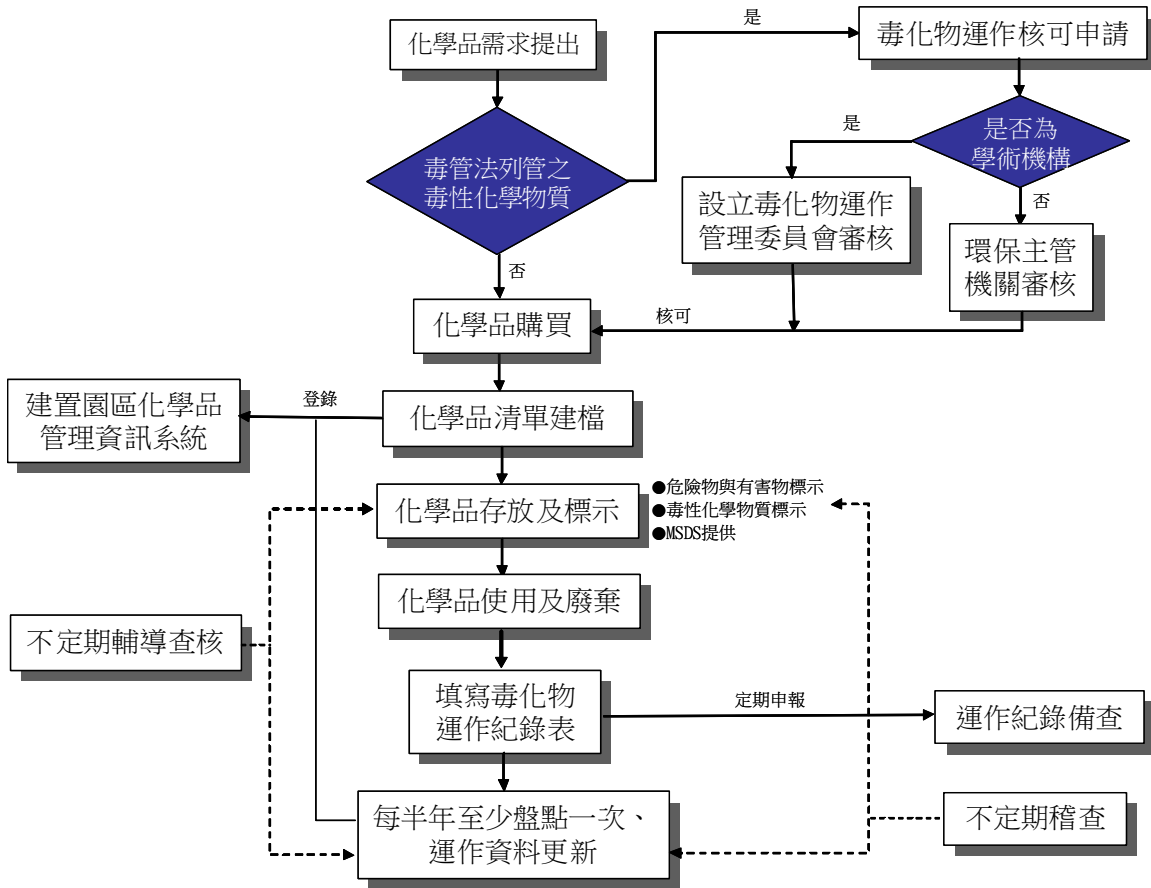 化學品需求提出
是
毒化物運作核可申請
毒管法列管之
毒性化學物質
是
是否為
學術機構
設立毒化物運作
管理委員會審核
否
環保主管
機關審核
否
化學品購買
核可
建置園區化學品
管理資訊系統
登錄
化學品清單建檔
化學品存放及標示
●危險物與有害物標示
●毒性化學物質標示
●MSDS提供
化學品使用及廢棄
不定期輔導查核
填寫毒化物
運作紀錄表
定期申報
運作紀錄備查
每半年至少盤點一次、
運作資料更新
不定期稽查